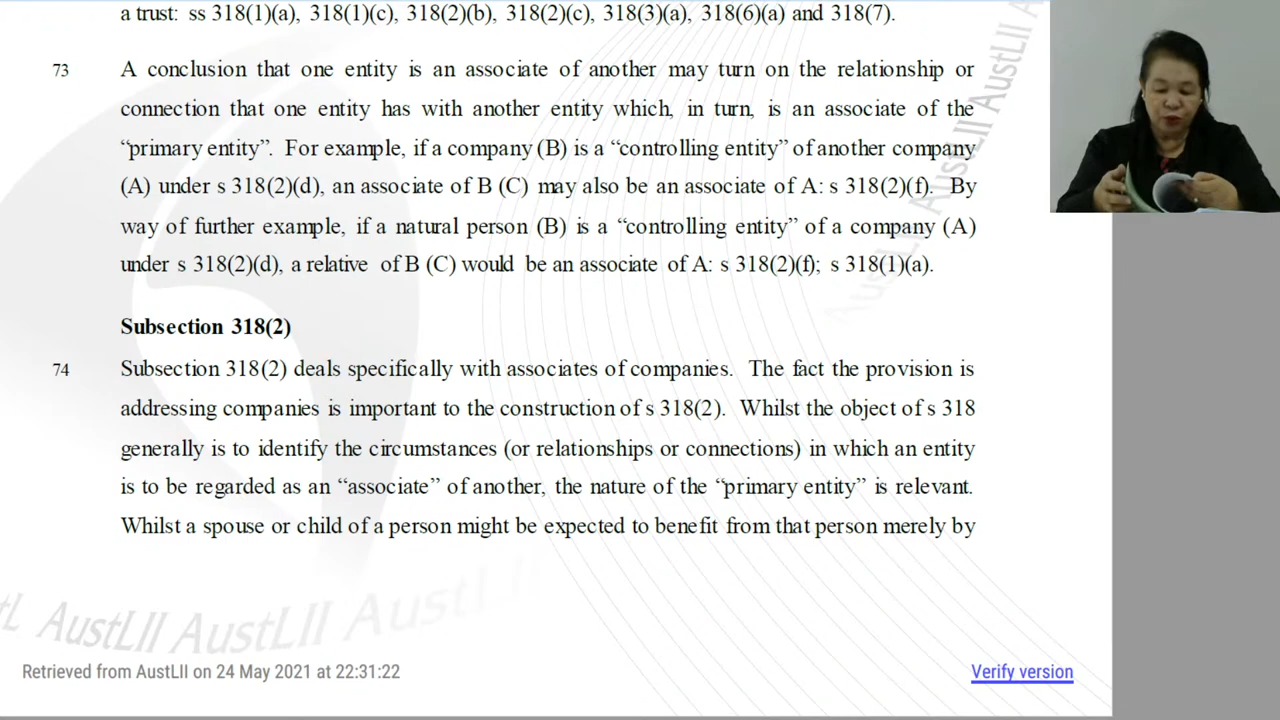 a trust: ss 318(1)(a), 318(1)(c), 318(2)(b), 318(2)(c), 318(3)(a), 318(6)(a) and 318(7).
73 A conclusion that one entity is an associate of another may turn on the relationship or
connection that one entity has with another entity which, in turn, is an associate of the
“primary entity”. For example, if a company (B) is a “controlling entity” of another company
(A) under s 318(2)(d), an associate of B (C) may also be an associate of A: s 318(2)(f). By
way of further example, if a natural person (B) is a “controlling entity” of a company (A)
under s 318(2)(d), a relative of B (C) would be an associate of A: s 318(2)(f); s 318(1)(a).
Subsection 318(2)
74 Subsection 318(2) deals specifically with associates of companies. The fact the provision is
addressing companies is important to the construction of s 318(2). Whilst the object of s 318
generally is to identify the circumstances (or relationships or connections) in which an entity
is to be regarded as an “associate” of another, the nature of the “primary entity” is relevant.
Whilst a spouse or child of a person might be expected to benefit from that person merely by
AustLII AustLII AustLII
AustLII AustLII AustLII
Retrieved from AustLII on 24 May 2021 at 22:31:22
Verify version